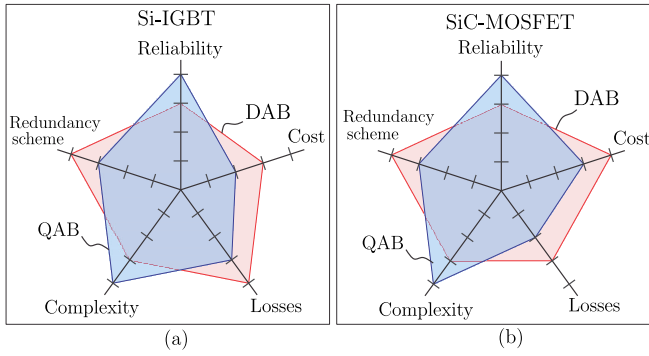 Si-IGBT
Reliability
DAB
Cost
Redundancy
scheme
QAB
Complexity
Losses
(a)
SiC-MOSFET
Reliability
DAB
Cost
Redundancy
scheme
QAB
Complexity
Losses
(b)